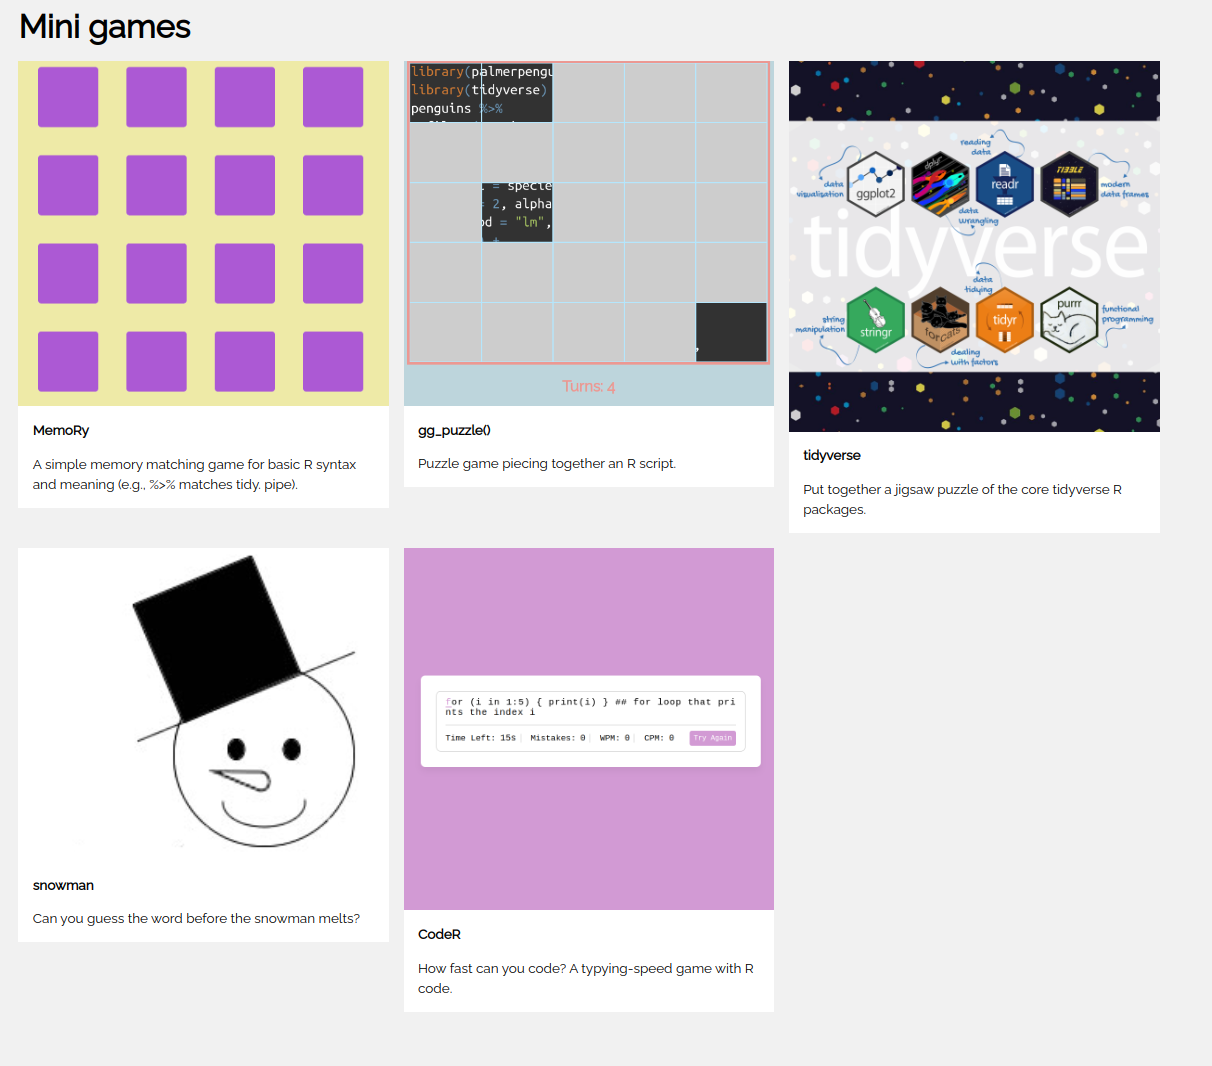 Mini games
library(palmerpengu
library(tidyverse)
penguins %>%
= specie
= 2, alpha
od = "lm",
+
Turns: 4
MemoRy
A simple memory matching game for basic R syntax
and meaning (e.g., %>% matches tidy. pipe).
gg_puzzle()
Puzzle game piecing together an R script.
reading
data
data
visualisation
ggplot2
dplyr
readr
TIBBLE
modern
data frames
data
wrangling
tidyverse
data
tidying
string
manipulation
stringr
forcats
tidyr
purrr
functional
programming
dealing
with factors
tidyverse
Put together a jigsaw puzzle of the core tidyverse R
packages.
snowman
Can you guess the word before the snowman melts?
for (i in 1:5) { print(i) } ## for loop that pri
nts the index i
Time Left: 15s Mistakes: 0 WPM: 0 CPM: 0 Try Again
CodeR
How fast can you code? A typying-speed game with R
code.